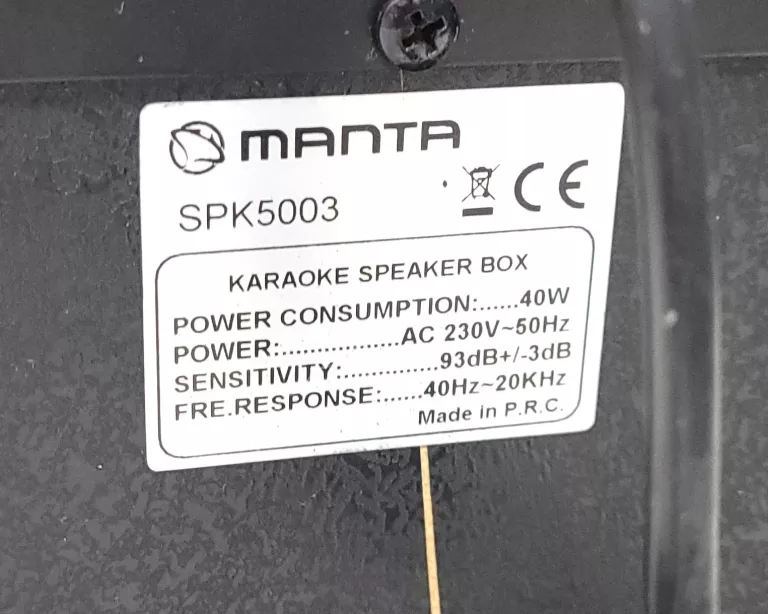 MANTA
SPK5003
CE
KARAOKE SPEAKER BOX
POWER CONSUMPTION:......40W
POWER:..................AC 230V~50Hz
SENSITIVITY:..............93dB+/-3dB
FRE.RESPONSE:......40Hz~20KHz
Made in P.R.C.